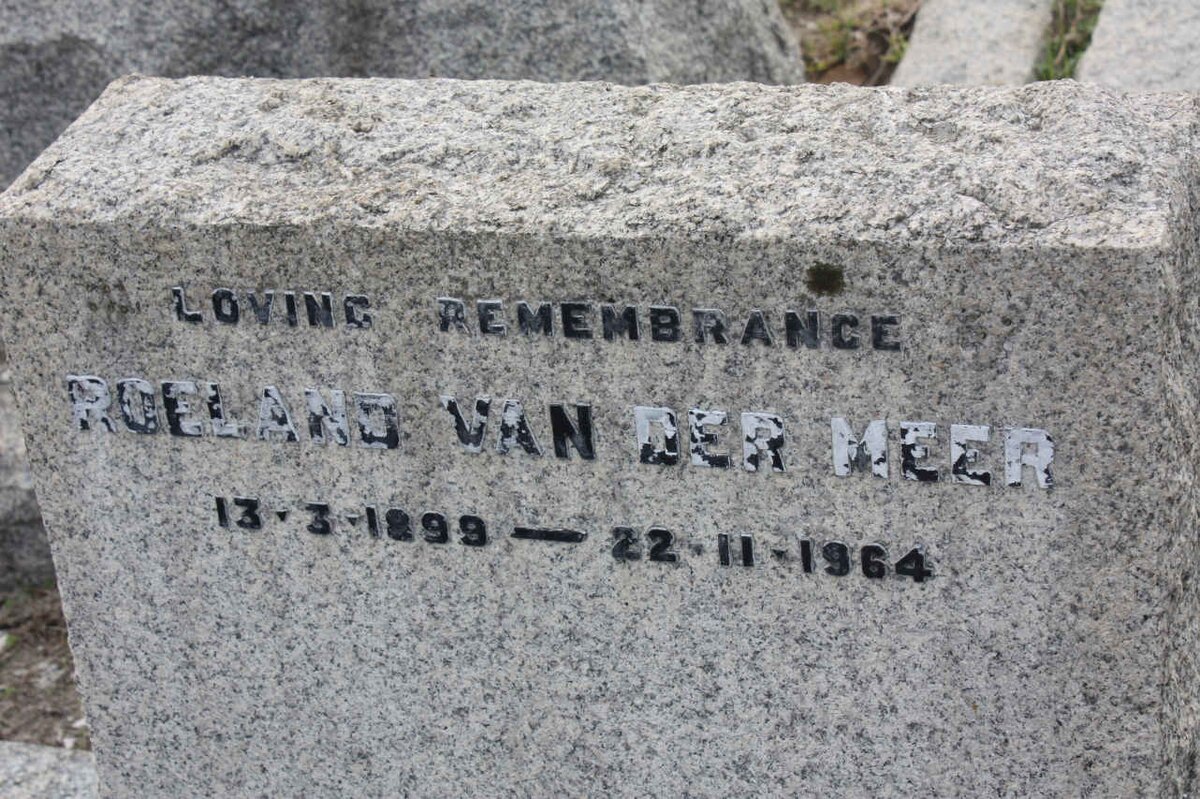 LOVING REMEMBRANCE
ROELAND VAN DER MEER
13·3·1899 — 22·11·1964